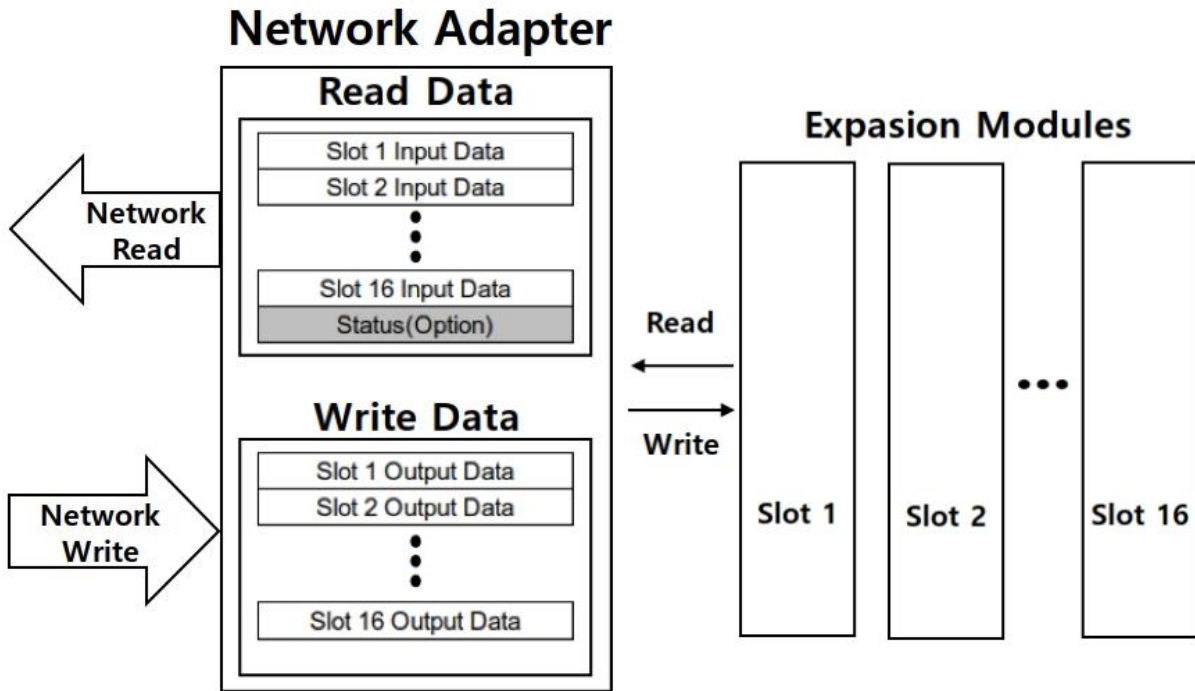 Network Adapter
Read Data
Slot 1 Input Data
Slot 2 Input Data
Slot 16 Input Data
Status(Option)
Network
Read
Write Data
Slot 1 Output Data
Slot 2 Output Data
Slot 16 Output Data
Network
Write
Read
Write
Expasion Modules
Slot 1
Slot 2
Slot 16